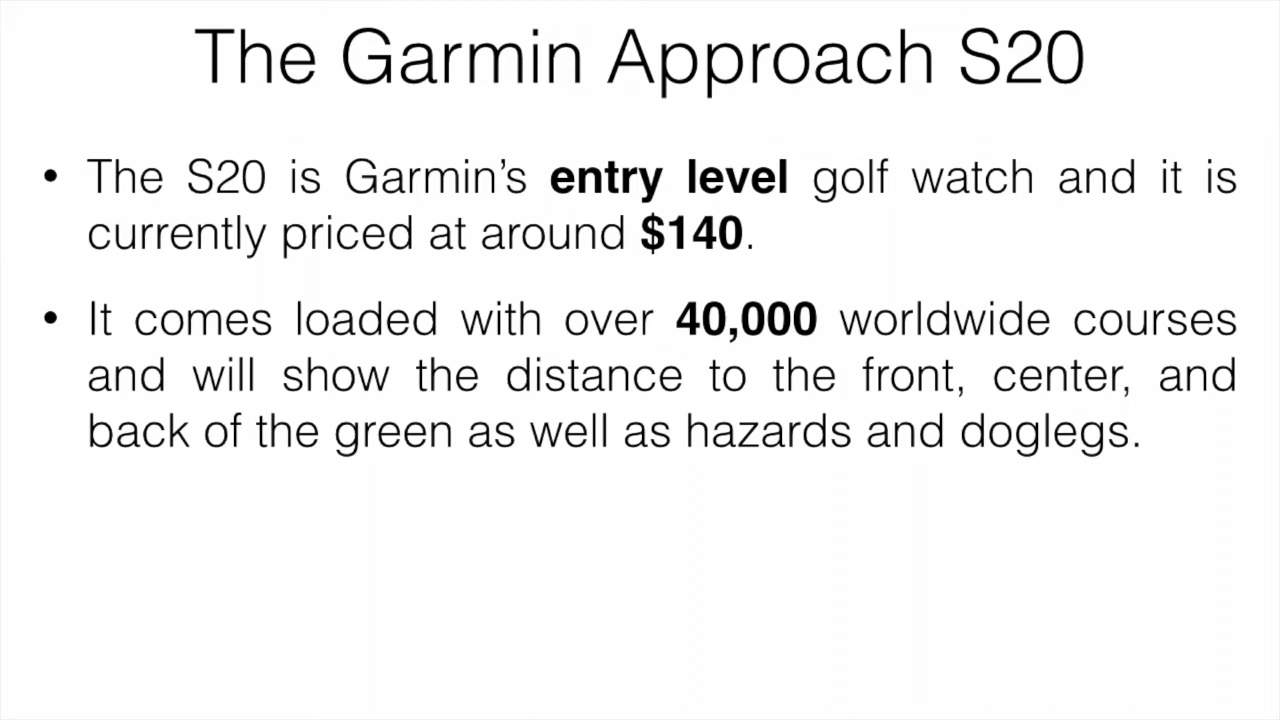 The Garmin Approach S20
• The S20 is Garmin’s entry level golf watch and it is
currently priced at around $140.
• It comes loaded with over 40,000 worldwide courses
and will show the distance to the front, center, and
back of the green as well as hazards and doglegs.